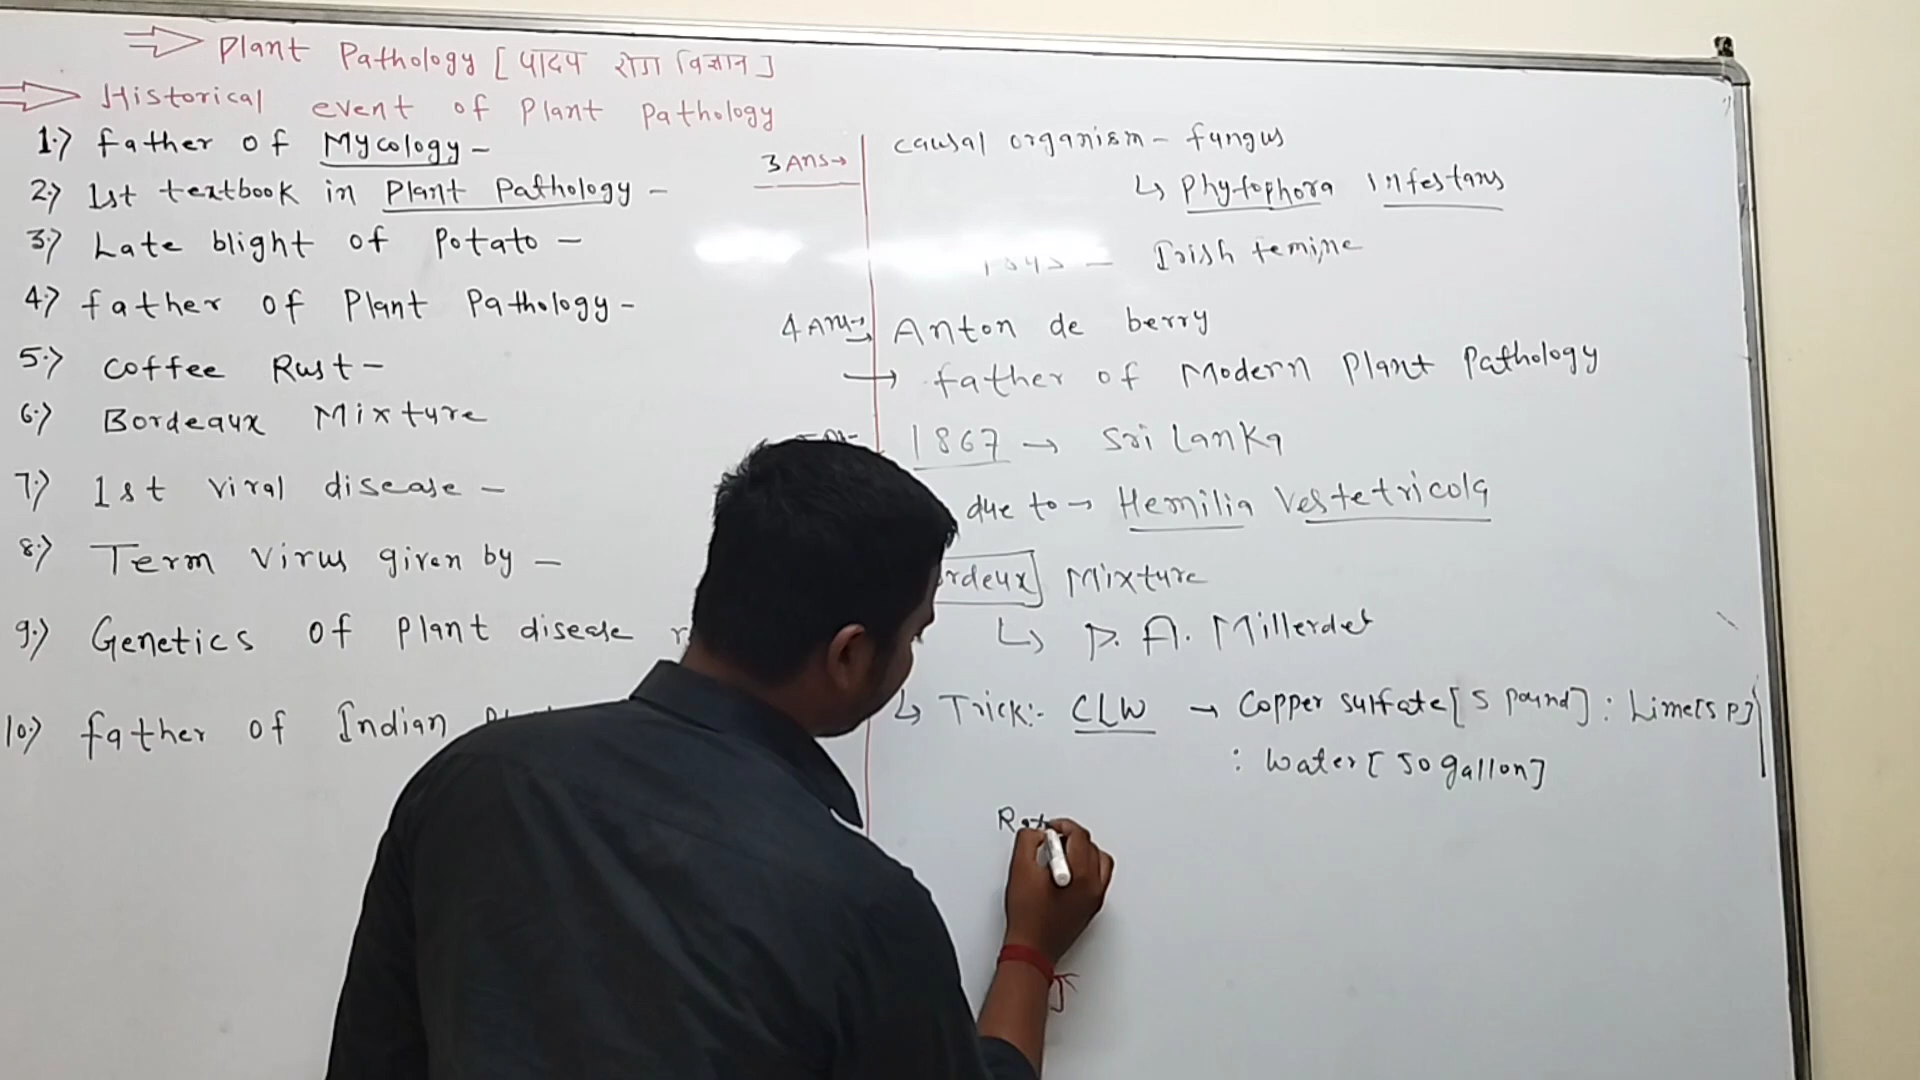 Plant Pathology [पादप रोग विज्ञान]
Historical event of Plant Pathology
1.) father of Mycology -
2.) 1st textbook in Plant Pathology -
3.) Late blight of Potato -
4.) father of Plant Pathology -
5.) Coffee Rust -
6.) Bordeaux Mixture
7.) 1st viral disease -
8.) Term virus given by -
9.) Genetics of plant disease
10.) father of Indian
3 Ans→ causal organism - fungus
↳ Phytophora Infestans
- Irish femine
4 Ans→ Anton de berry
→ father of Modern Plant Pathology
1867 → Sri Lanka
due to → Hemilia Vestetricola
rdeux] Mixture
↳ P. A. Millerdet
↳ Trick:- CLW → Copper sulfate [5 pound] : Lime [5 P]
: Water [50 gallon]